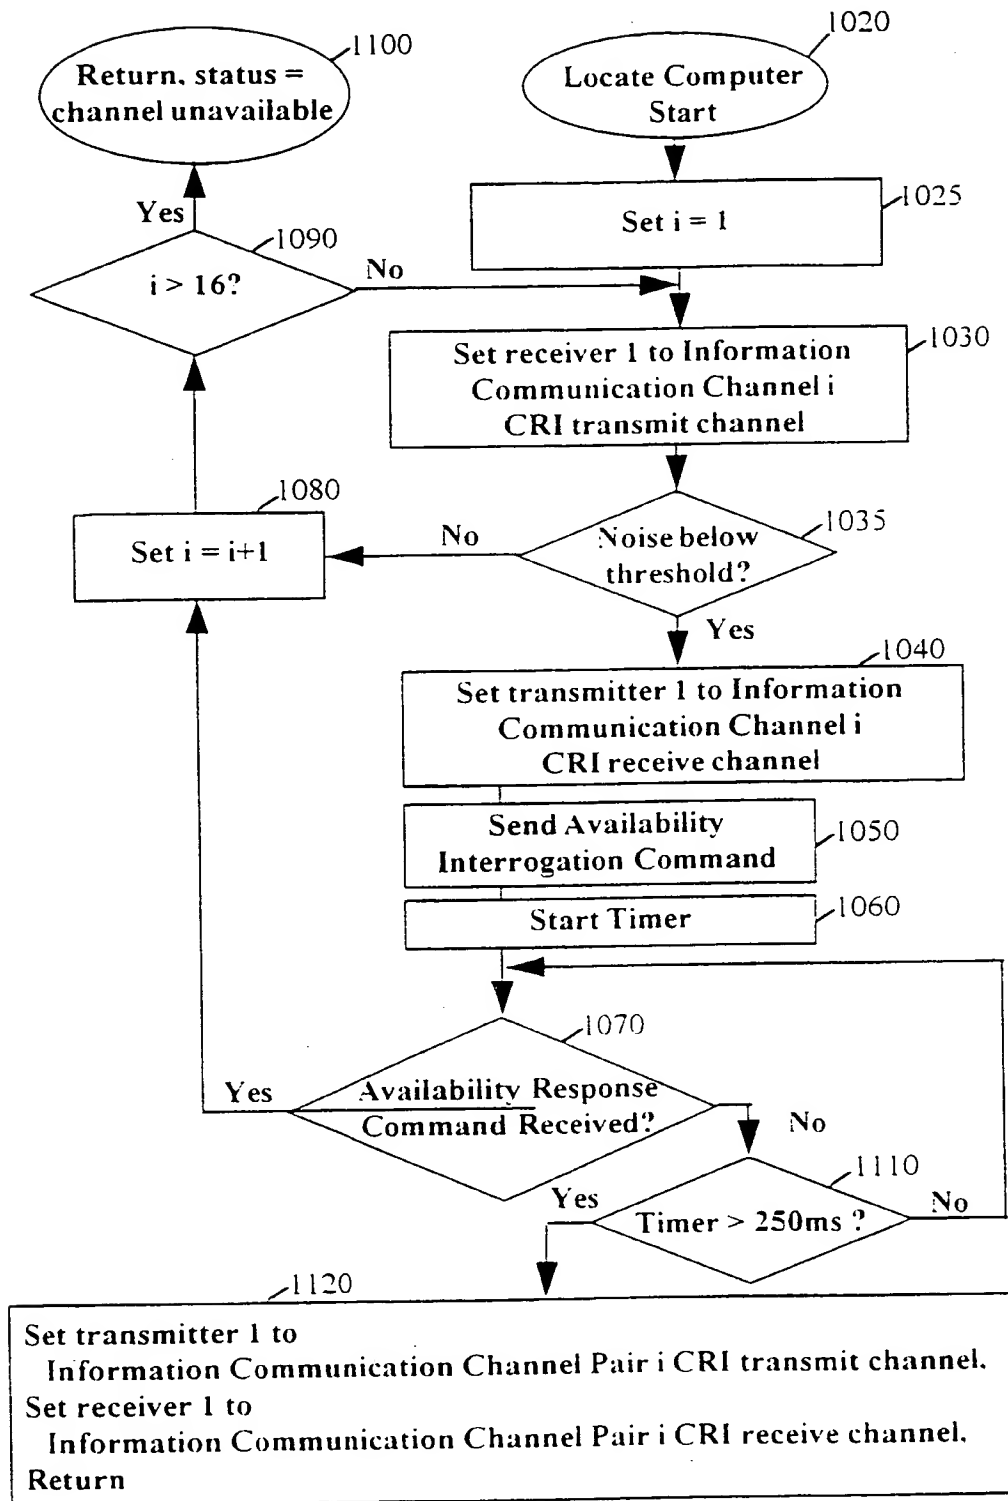 1100
Return, status =
channel unavailable
1020
Locate Computer
Start
1025
Set i = 1
Yes
1090
i > 16?
No
1030
Set receiver 1 to Information
Communication Channel i
CRI transmit channel
1080
Set i = i+1
No
1035
Noise below
threshold?
Yes
1040
Set transmitter 1 to Information
Communication Channel i
CRI receive channel
1050
Send Availability
Interrogation Command
1060
Start Timer
1070
Yes
Availability Response
Command Received?
No
1110
Yes
Timer > 250ms ?
No
1120
Set transmitter 1 to
Information Communication Channel Pair i CRI transmit channel.
Set receiver 1 to
Information Communication Channel Pair i CRI receive channel.
Return